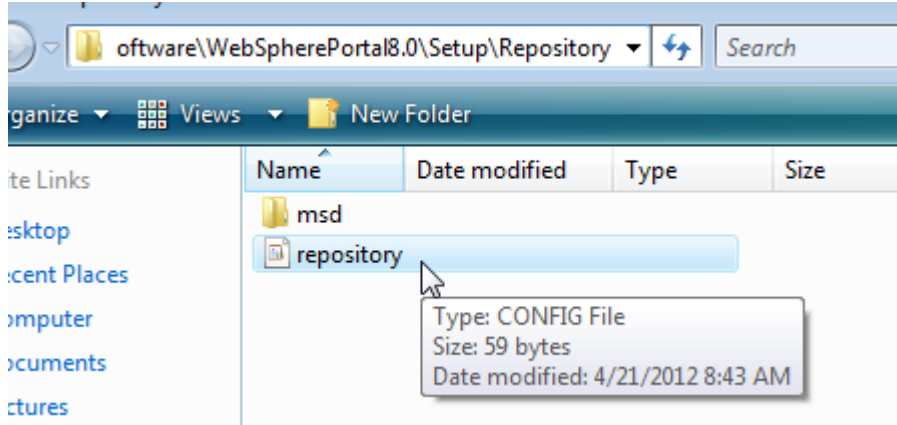 oftware\WebSpherePortal8.0\Setup\Repository
Search
rganize
Views
New Folder
ite Links
Name
Date modified
Type
Size
esktop
msd
repository
ecent Places
omputer
ocuments
ctures
Type: CONFIG File
Size: 59 bytes
Date modified: 4/21/2012 8:43 AM